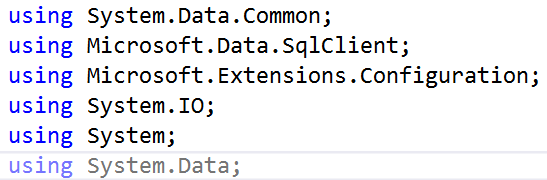 using System.Data.Common;
using Microsoft.Data.SqlClient;
using Microsoft.Extensions.Configuration;
using System.IO;
using System;
using System.Data;